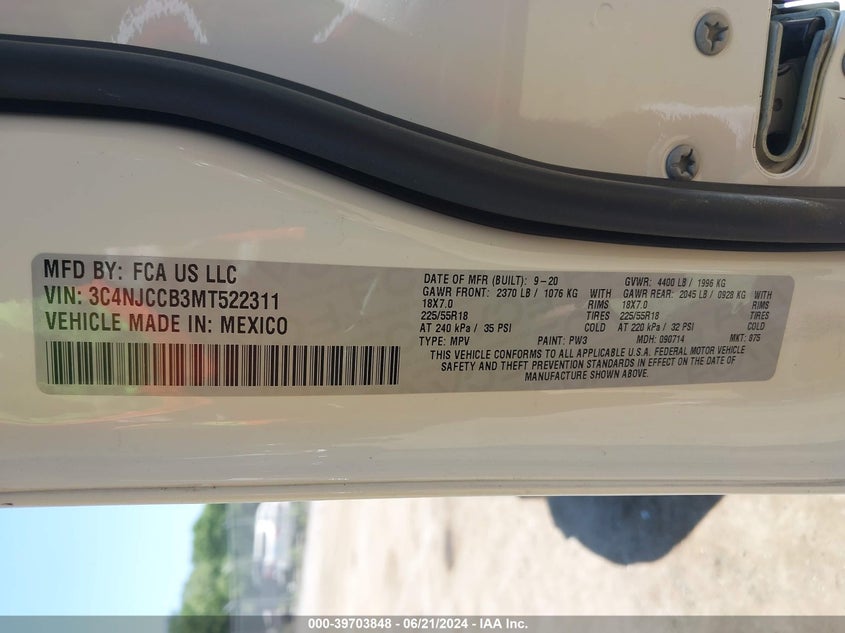 MFD BY: FCA US LLC
VIN: 3C4NJCCB3MT522311
VEHICLE MADE IN: MEXICO
DATE OF MFR (BUILT): 9-20 GVWR: 4400 LB / 1996 KG
GAWR FRONT: 2370 LB / 1076 KG WITH GAWR REAR: 2045 LB / 0928 KG WITH
18X7.0 RIMS 18X7.0 RIMS
225/55R18 TIRES 225/55R18 TIRES
AT 240 kPa / 35 PSI COLD AT 220 kPa / 32 PSI COLD
TYPE: MPV PAINT: PW3 MDH: 090714 MKT: 875
THIS VEHICLE CONFORMS TO ALL APPLICABLE U.S.A. FEDERAL MOTOR VEHICLE
SAFETY AND THEFT PREVENTION STANDARDS IN EFFECT ON THE DATE OF
MANUFACTURE SHOWN ABOVE.
000-39703848 - 06/21/2024 - IAA Inc.